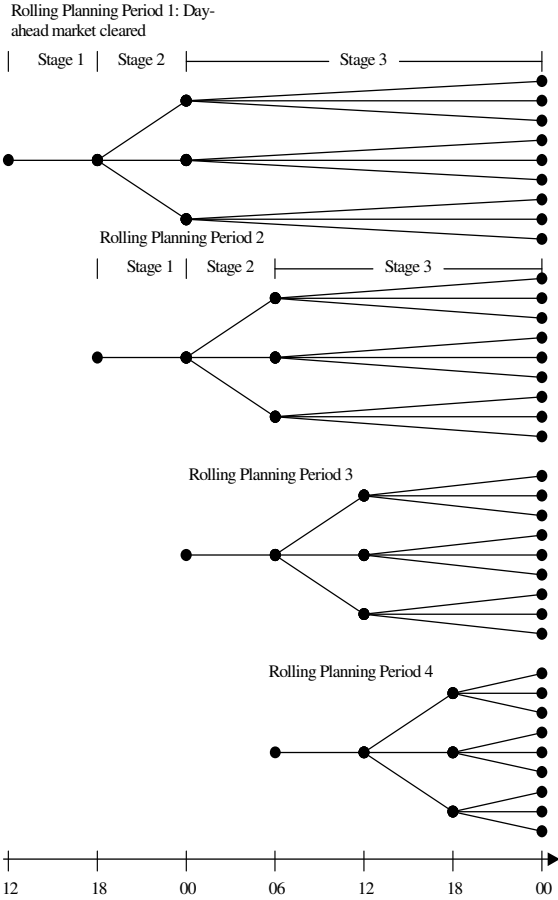 Rolling Planning Period 1: Day-
ahead market cleared
Stage 1 Stage 2 Stage 3
Rolling Planning Period 2
Stage 1 Stage 2 Stage 3
Rolling Planning Period 3
Rolling Planning Period 4
12 18 00 06 12 18 00